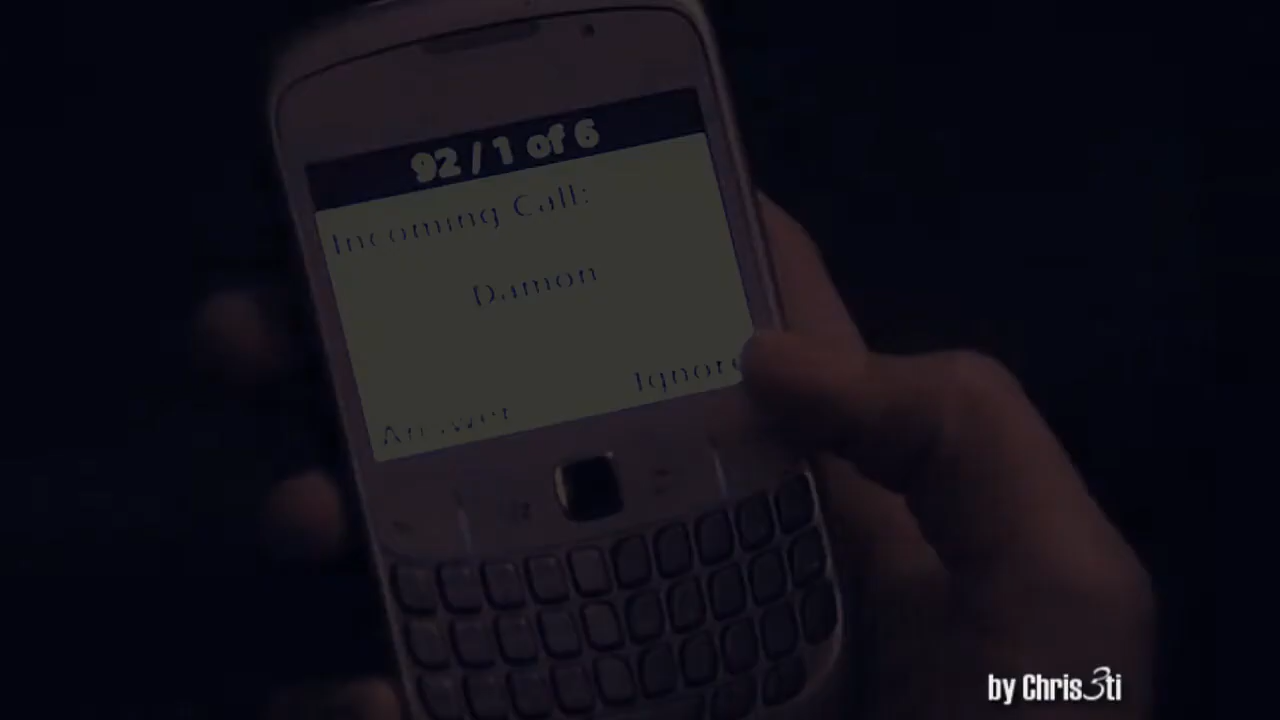 92 / 1 of 6
Incoming Call:
Damon
Ignore
Answer
by Chris3ti